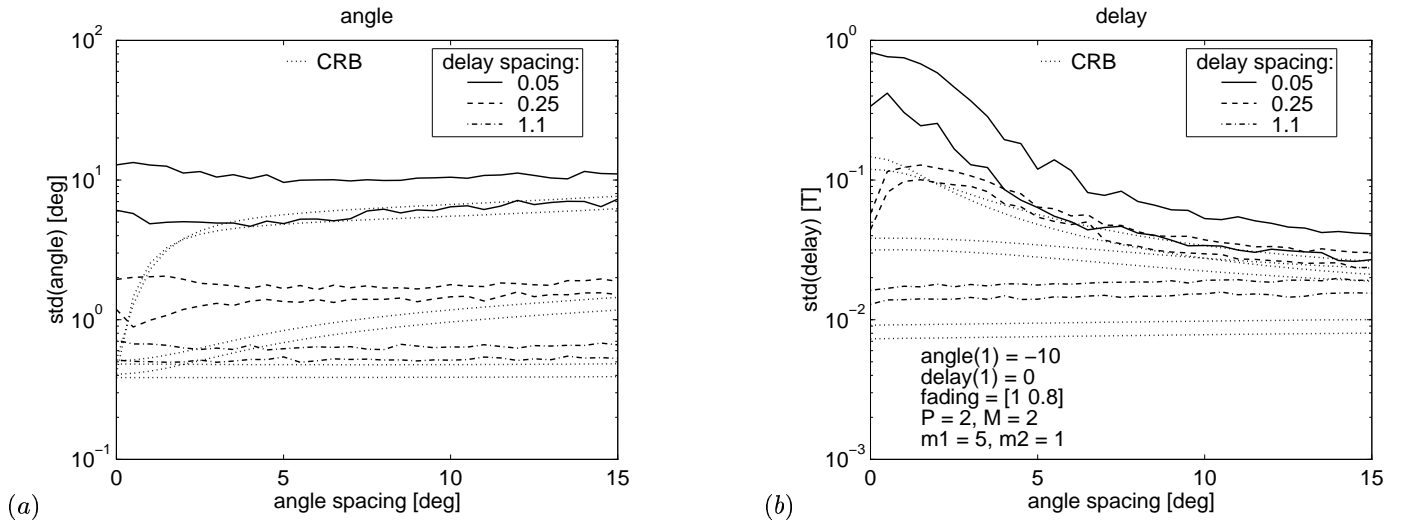 angle
10^2
10^1
10^0
10^−1
std(angle) [deg]
CRB
delay spacing:
0.05
0.25
1.1
0 5 10 15
angle spacing [deg]
(a)
delay
10^0
10^−1
10^−2
10^−3
std(delay) [T]
CRB
delay spacing:
0.05
0.25
1.1
angle(1) = −10
delay(1) = 0
fading = [1 0.8]
P = 2, M = 2
m1 = 5, m2 = 1
0 5 10 15
angle spacing [deg]
(b)